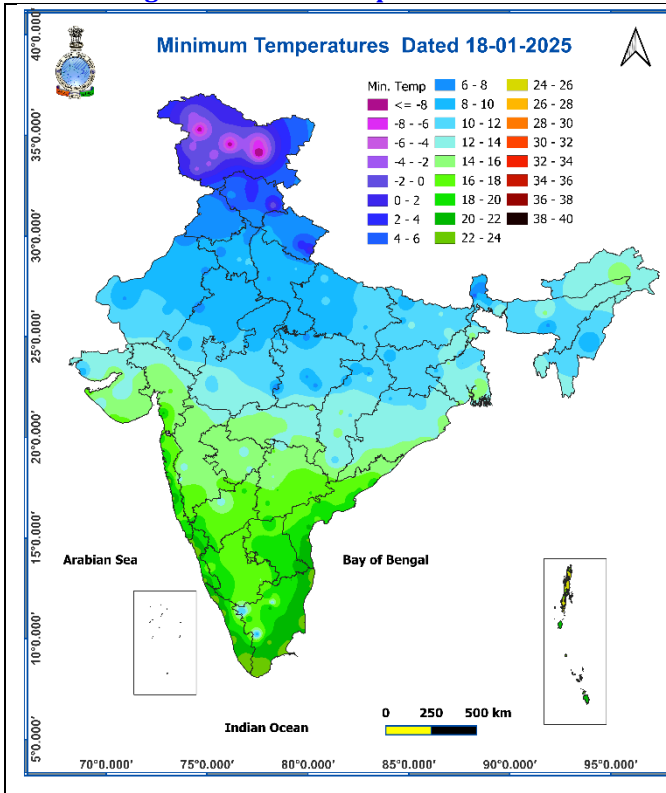 Minimum Temperatures Dated 18-01-2025
Min. Temp
<= -8
-8 - -6
-6 - -4
-4 - -2
-2 - 0
0 - 2
2 - 4
4 - 6
6 - 8
8 - 10
10 - 12
12 - 14
14 - 16
16 - 18
18 - 20
20 - 22
22 - 24
24 - 26
26 - 28
28 - 30
30 - 32
32 - 34
34 - 36
36 - 38
38 - 40
40°0.000'
35°0.000'
30°0.000'
25°0.000'
20°0.000'
15°0.000'
10°0.000'
5°0.000'
Arabian Sea
Bay of Bengal
Indian Ocean
0 250 500 km
70°0.000' 75°0.000' 80°0.000' 85°0.000' 90°0.000' 95°0.000'